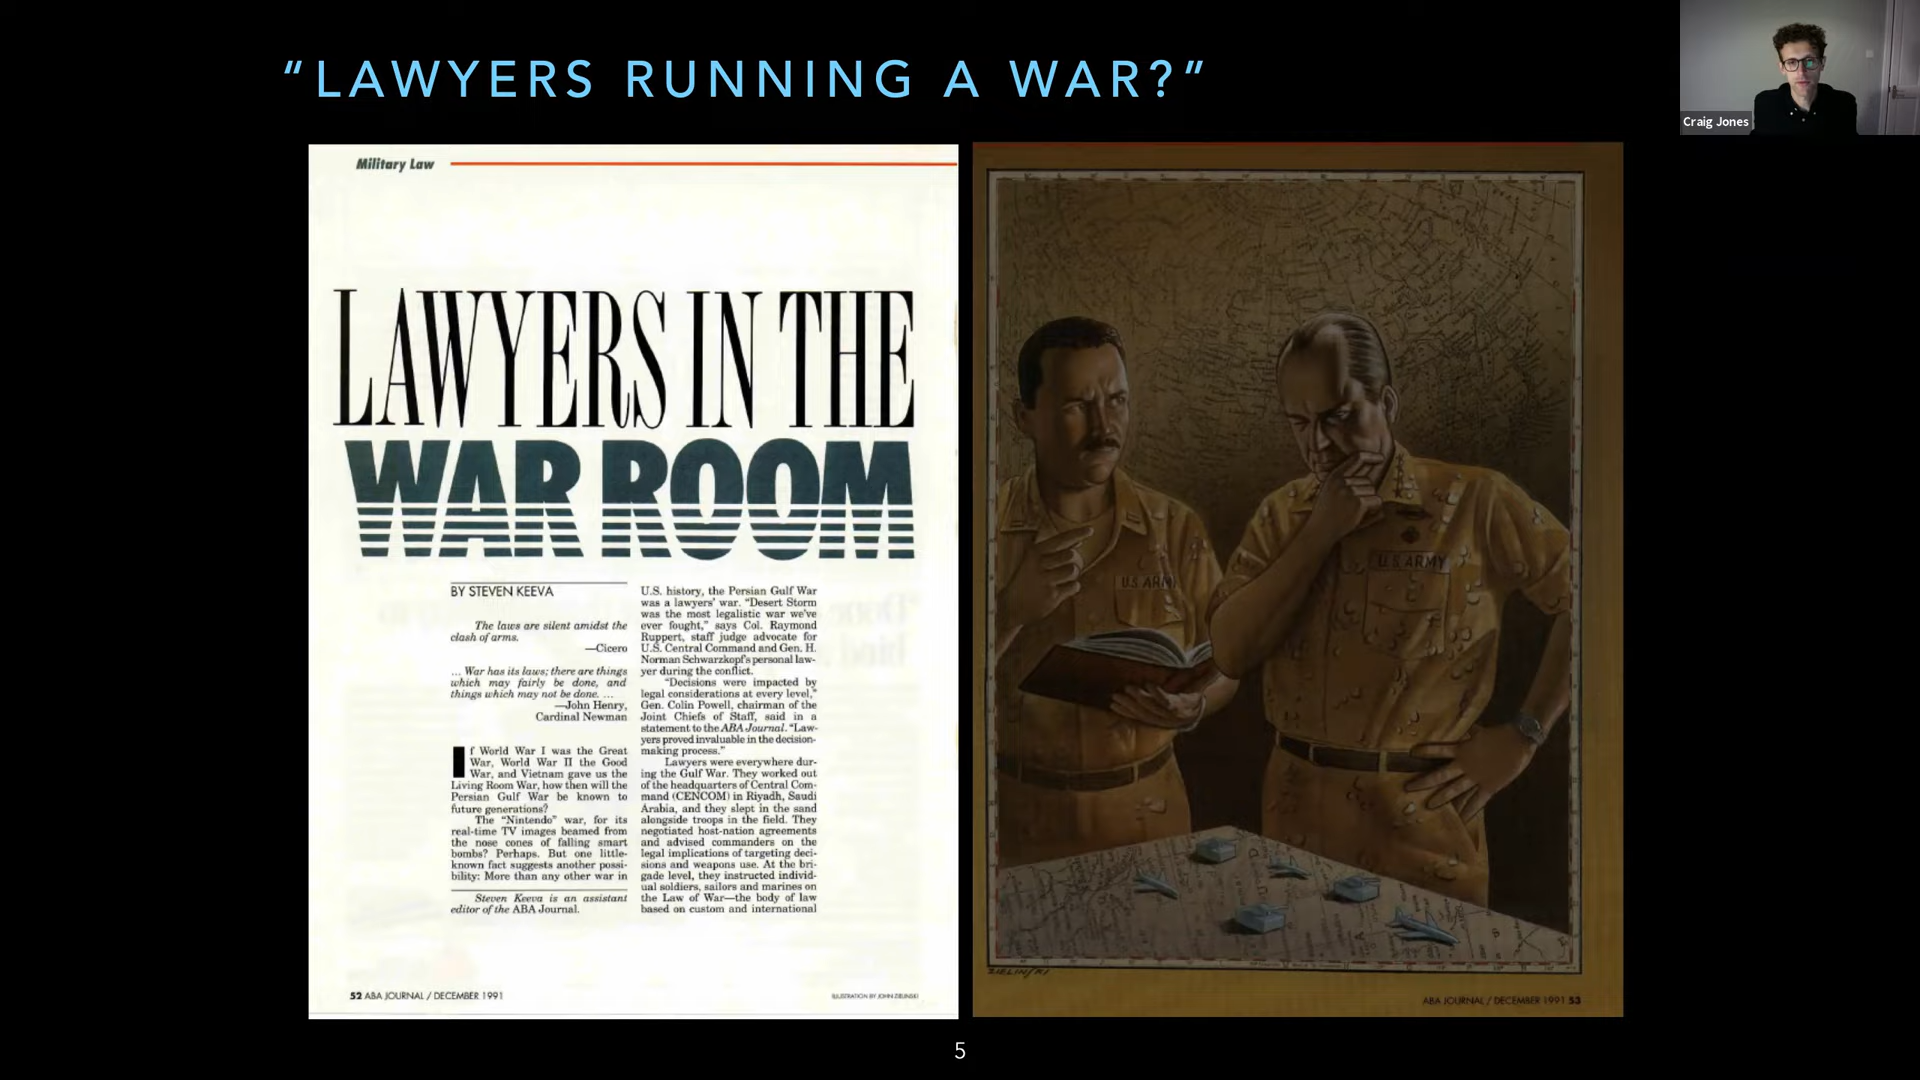 “LAWYERS RUNNING A WAR?”
Craig Jones
Military Law
LAWYERS IN THE
WAR ROOM
BY STEVEN KEEVA
The laws are silent amidst the
clash of arms.
—Cicero
... War has its laws; there are things
which may fairly be done, and
things which may not be done. ...
—John Henry,
Cardinal Newman
If World War I was the Great
War, World War II the Good
War, and Vietnam gave us the
Living Room War, how then will the
Persian Gulf War be known to
future generations?
The “Nintendo” war, for its
real-time TV images beamed from
the nose cones of falling smart
bombs? Perhaps. But one little-
known fact suggests another possi-
bility: More than any other war in
Steven Keeva is an assistant
editor of the ABA Journal.
U.S. history, the Persian Gulf War
was a lawyers’ war. “Desert Storm
was the most legalistic war we’ve
ever fought,” says Col. Raymond
Ruppert, staff judge advocate for
U.S. Central Command and Gen. H.
Norman Schwarzkopf’s personal law-
yer during the conflict.
“Decisions were impacted by
legal considerations at every level,”
Gen. Colin Powell, chairman of the
Joint Chiefs of Staff, said in a
statement to the ABA Journal. “Law-
yers proved invaluable in the decision-
making process.”
Lawyers were everywhere dur-
ing the Gulf War. They worked out
of the headquarters of Central Com-
mand (CENCOM) in Riyadh, Saudi
Arabia, and they slept in the sand
alongside troops in the field. They
negotiated host-nation agreements
and advised commanders on the
legal implications of targeting deci-
sions and weapons use. At the bri-
gade level, they instructed individ-
ual soldiers, sailors and marines on
the Law of War—the body of law
based on custom and international
52 ABA JOURNAL / DECEMBER 1991
ILLUSTRATION BY JOHN ZIELINSKI
U.S ARMY
U.S ARMY
ZIELINSKI
ABA JOURNAL / DECEMBER 1991 53
5